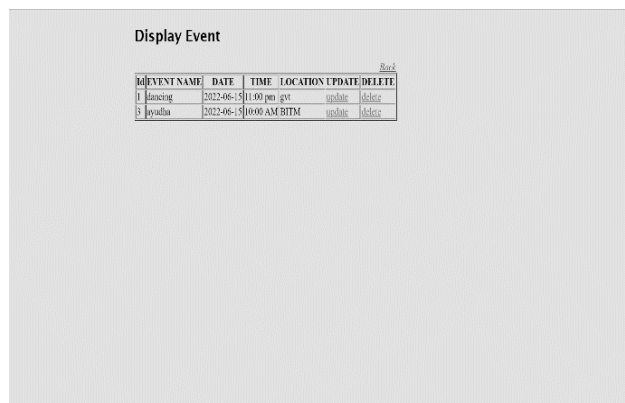 Display Event
Back
Id EVENT NAME DATE TIME LOCATION UPDATE DELETE
1 dancing 2022-06-15 11:00 pm gvt update delete
3 ayudha 2022-06-15 10:00 AM BITM update delete